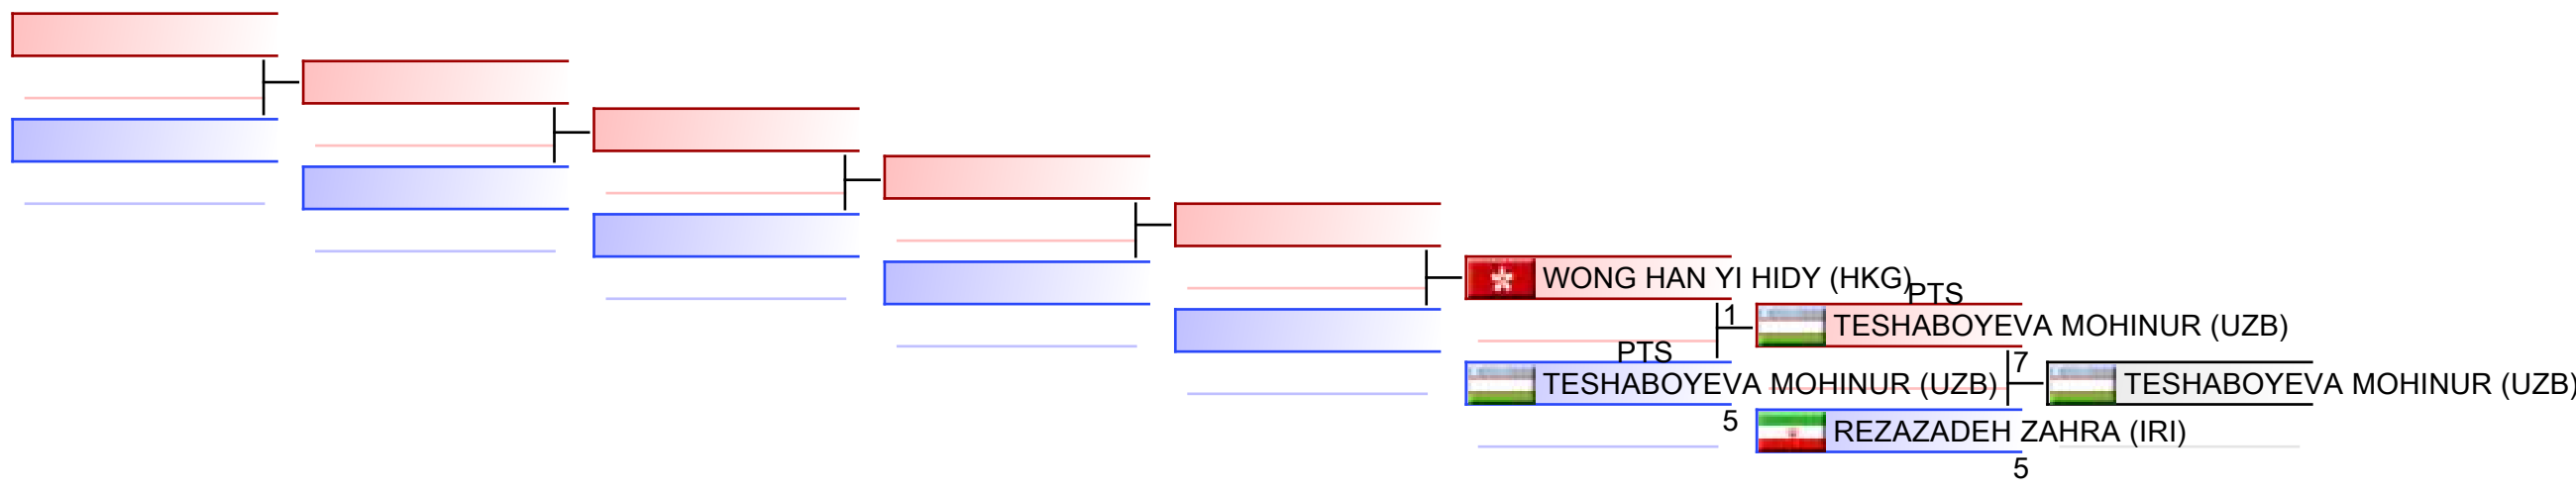 WONG HAN YI HIDY (HKG)
PTS
1
TESHABOYEVA MOHINUR (UZB)
PTS
7
TESHABOYEVA MOHINUR (UZB)
TESHABOYEVA MOHINUR (UZB)
5
REZAZADEH ZAHRA (IRI)
5